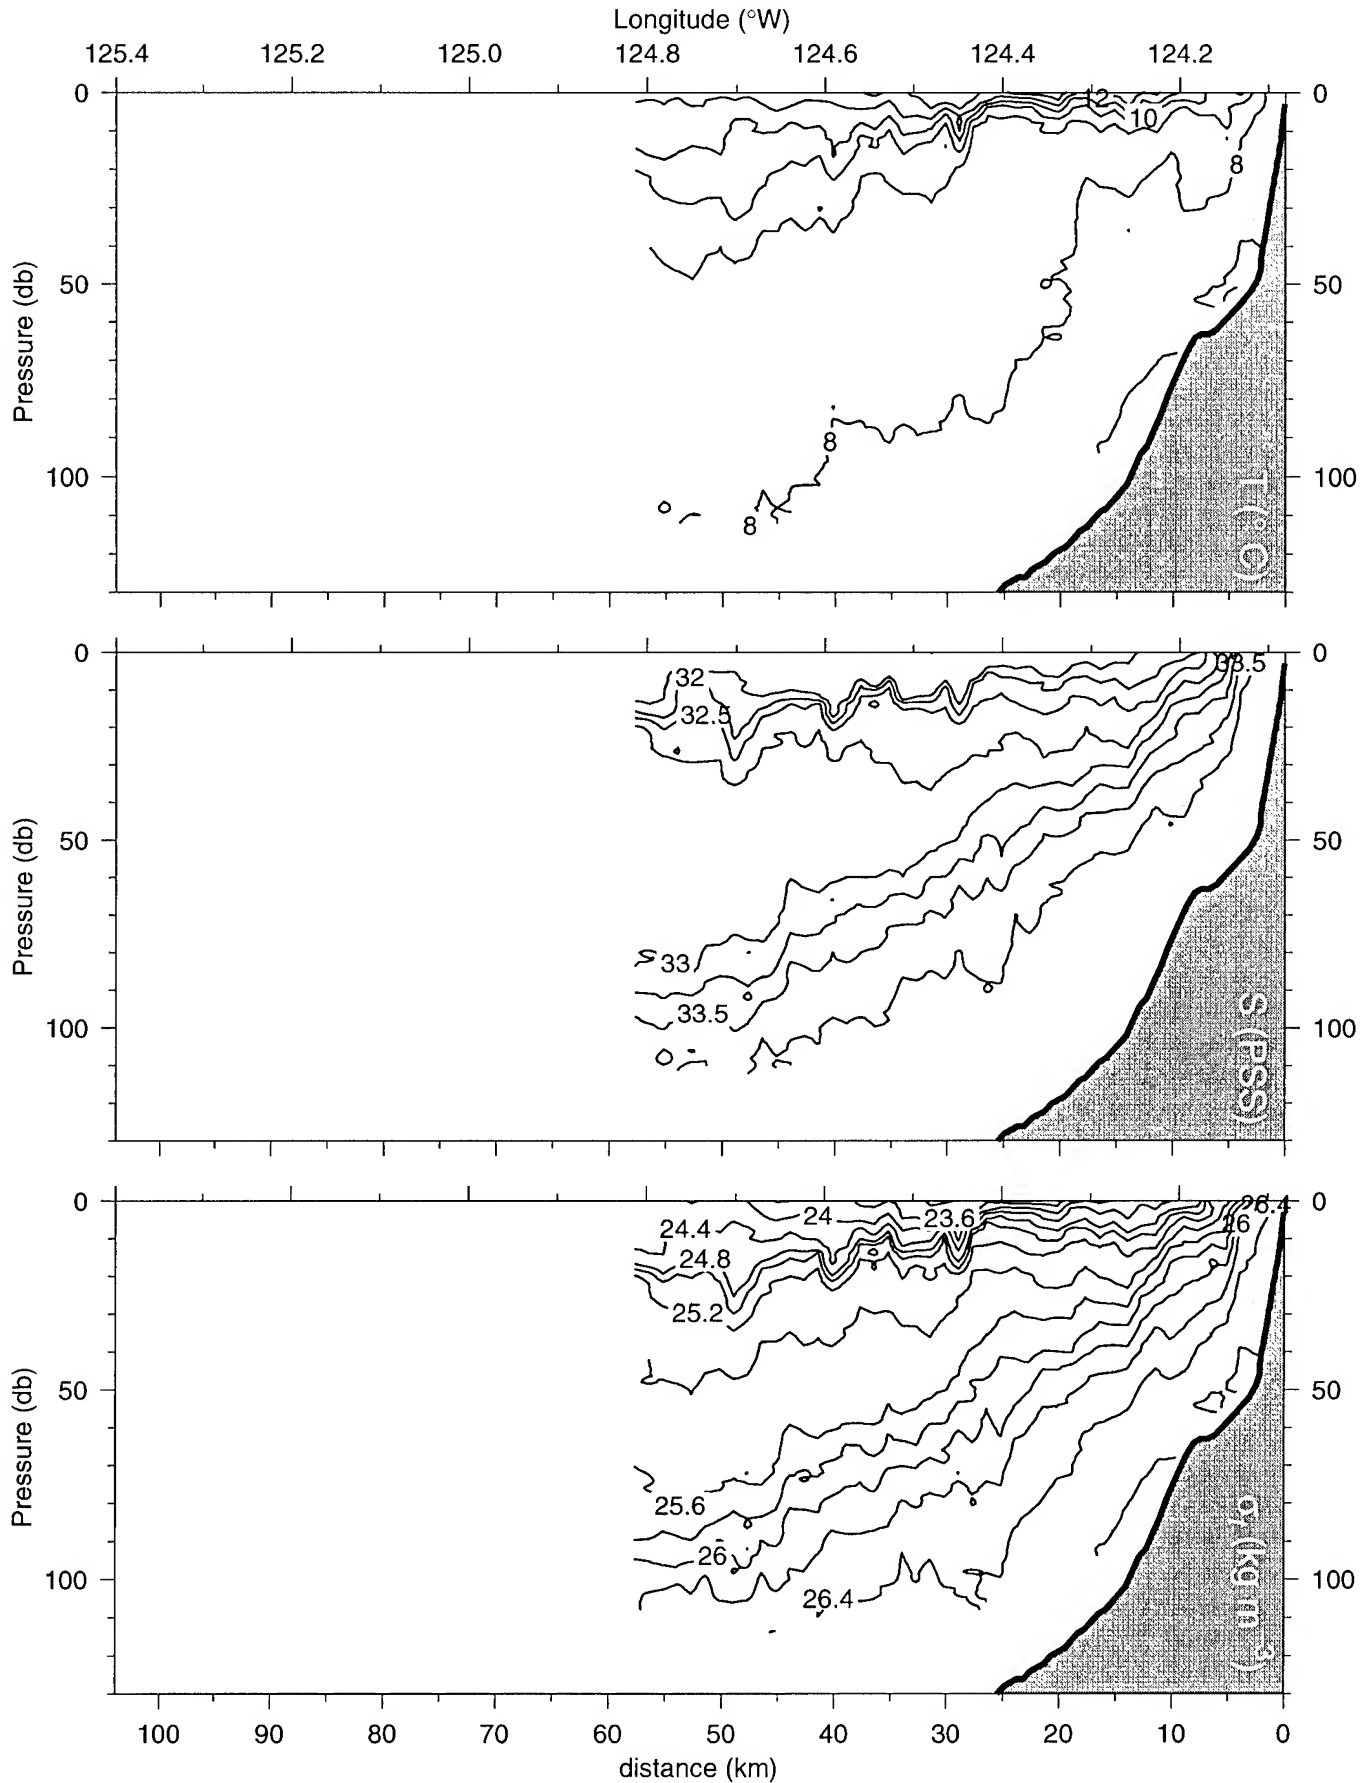 Longitude (°W)
125.4 125.2 125.0 124.8 124.6 124.4 124.2
0 12 0
10
8
Pressure (db)
50 50
8
100 100
8
T (° C)
0 33.5 0
32
32.5
Pressure (db)
50 50
33
33.5
100 100
S (PSS)
0 26.4 0
24 23.6 26
24.4
24.8
25.2
Pressure (db)
50 50
25.6
26
100 26.4 100
σt (kg m⁻³)
100 90 80 70 60 50 40 30 20 10 0
distance (km)